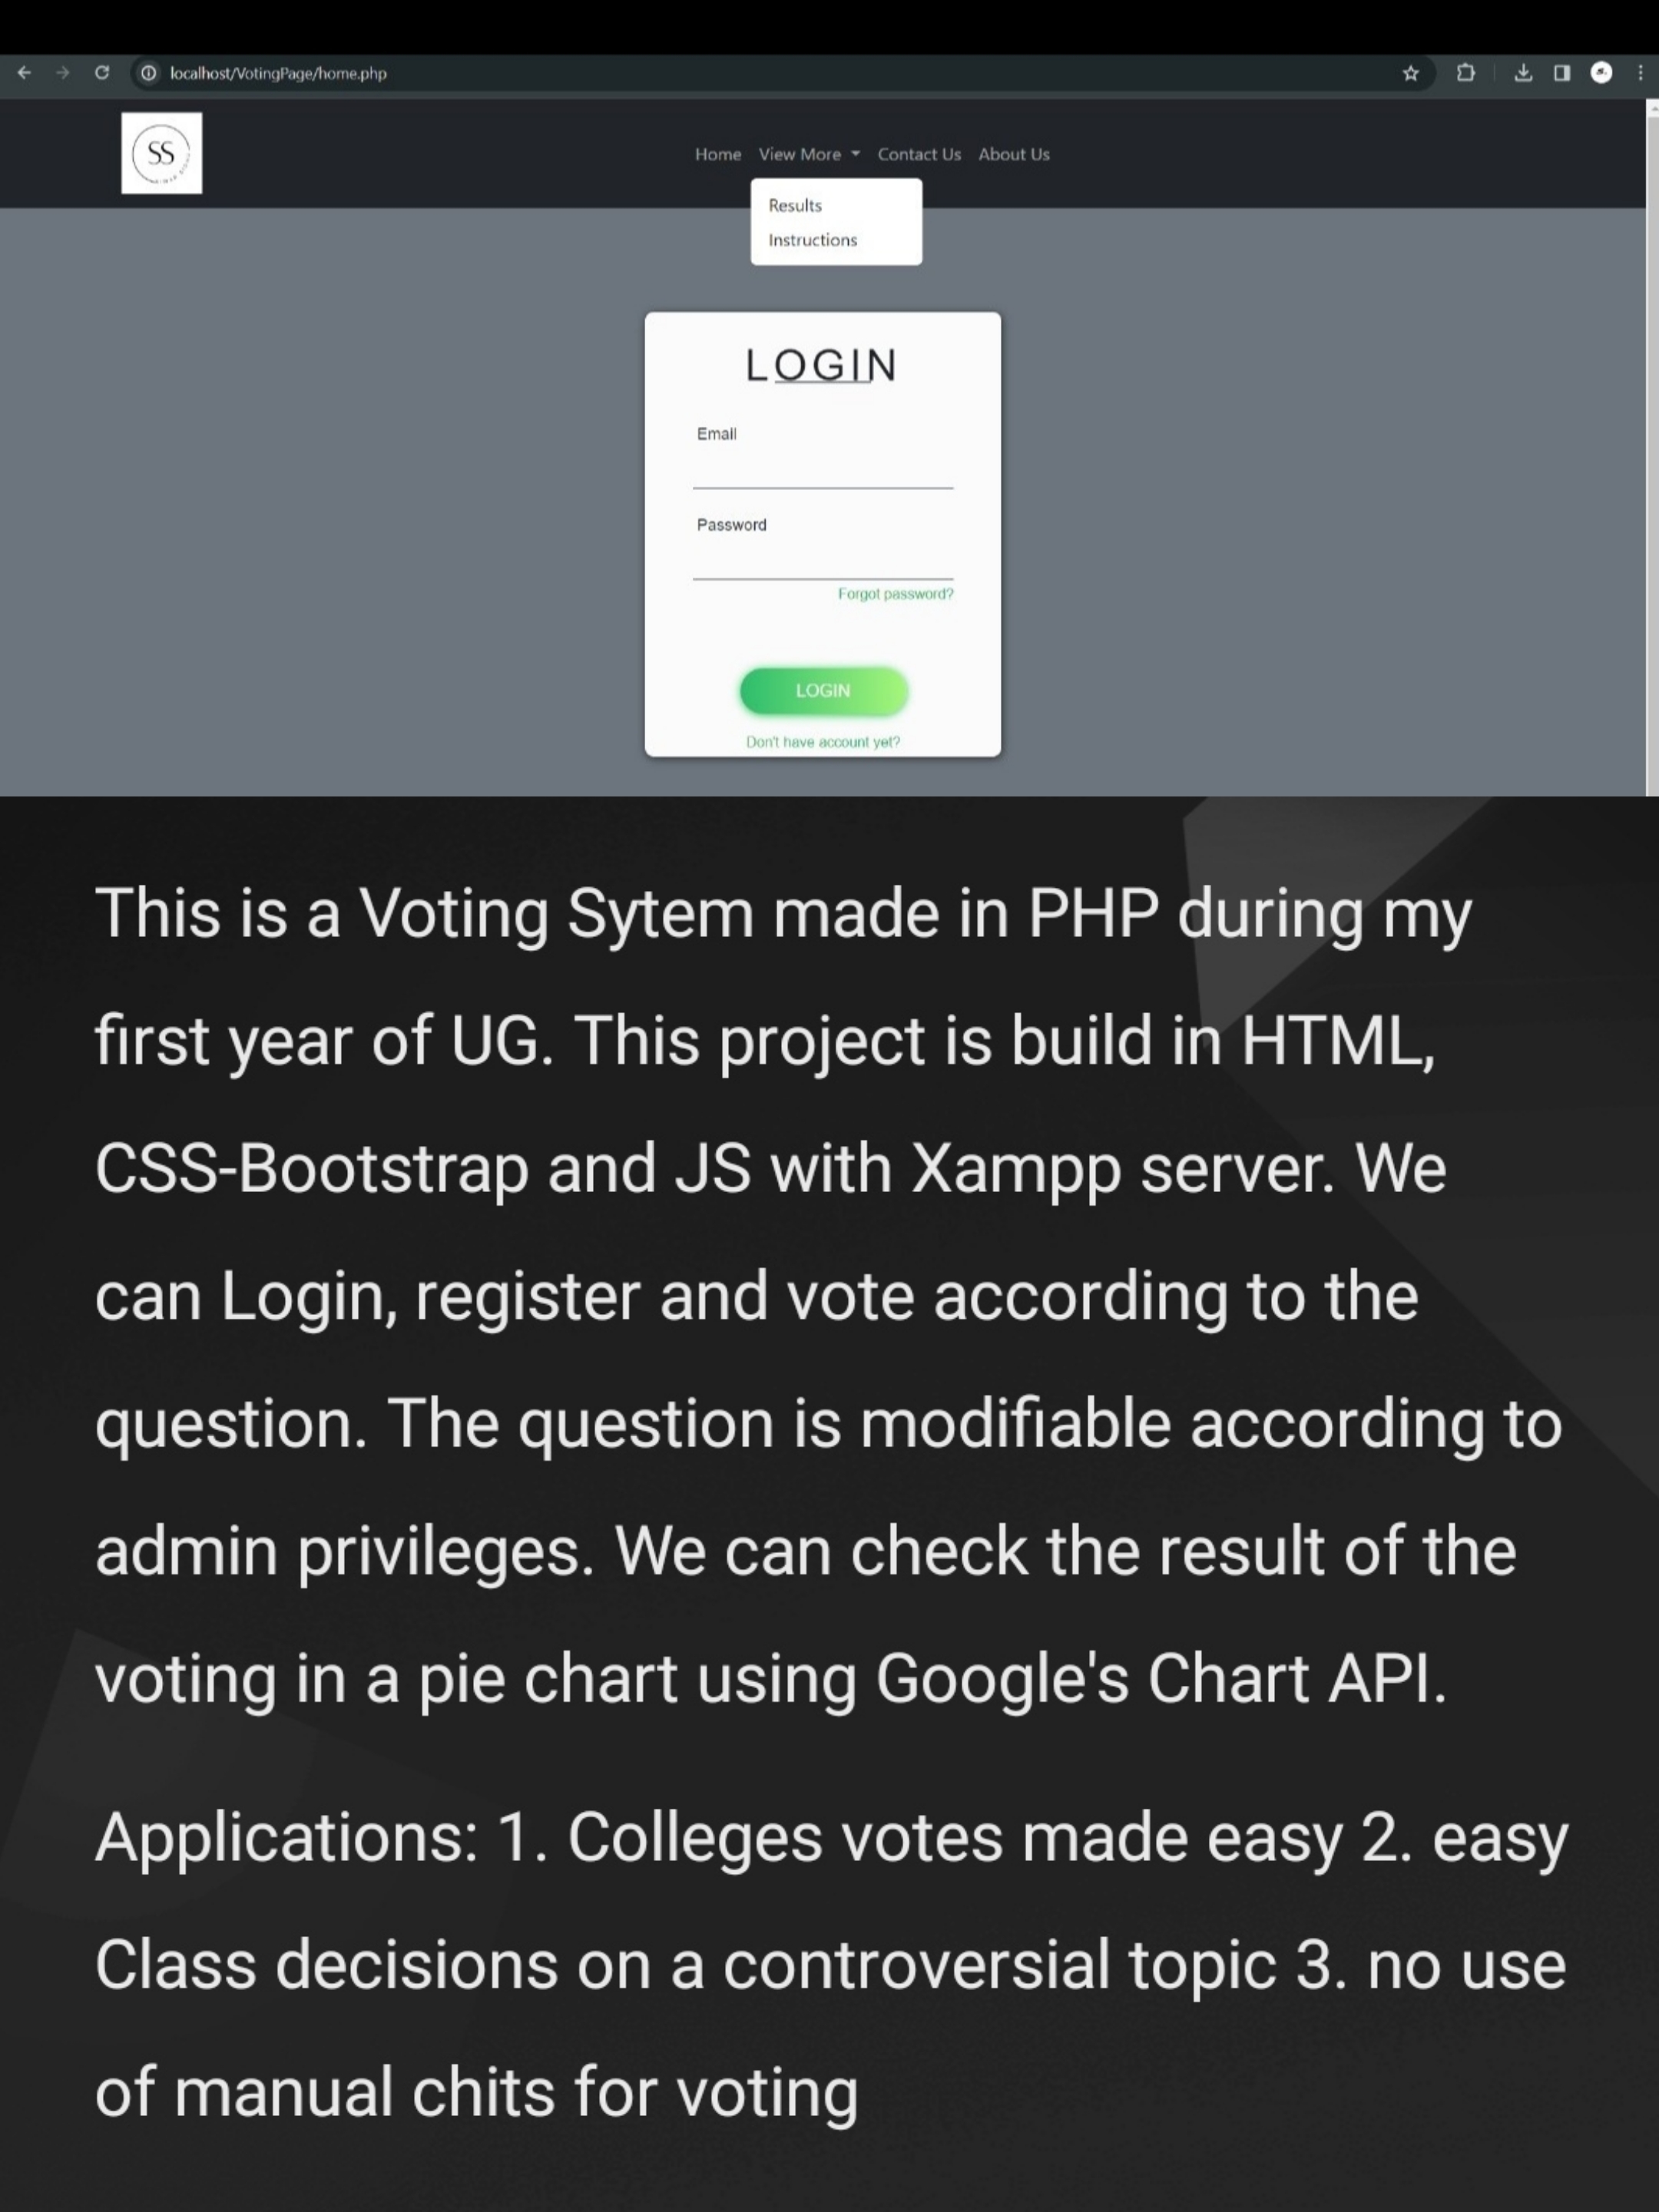 localhost/VotingPage/home.php
SS
Home View More Contact Us About Us
Results
Instructions
LOGIN
Email
Password
Forgot password?
LOGIN
Don't have account yet?
This is a Voting Sytem made in PHP during my
first year of UG. This project is build in HTML,
CSS-Bootstrap and JS with Xampp server. We
can Login, register and vote according to the
question. The question is modifiable according to
admin privileges. We can check the result of the
voting in a pie chart using Google's Chart API.
Applications: 1. Colleges votes made easy 2. easy
Class decisions on a controversial topic 3. no use
of manual chits for voting